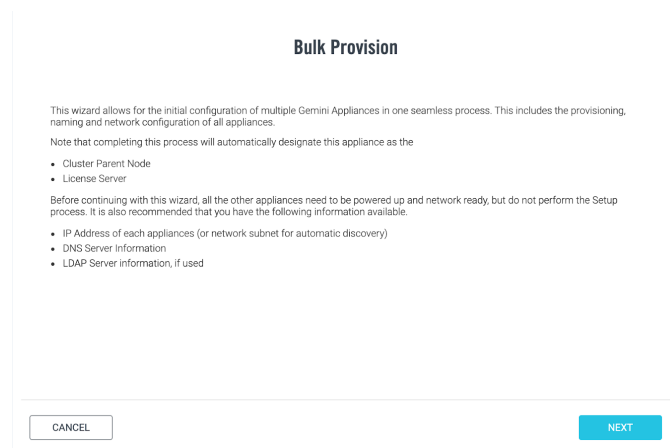 Bulk Provision
This wizard allows for the initial configuration of multiple Gemini Appliances in one seamless process. This includes the provisioning,
naming and network configuration of all appliances.
Note that completing this process will automatically designate this appliance as the
• Cluster Parent Node
• License Server
Before continuing with this wizard, all the other appliances need to be powered up and network ready, but do not perform the Setup
process. It is also recommended that you have the following information available.
• IP Address of each appliances (or network subnet for automatic discovery)
• DNS Server Information
• LDAP Server information, if used
CANCEL
NEXT